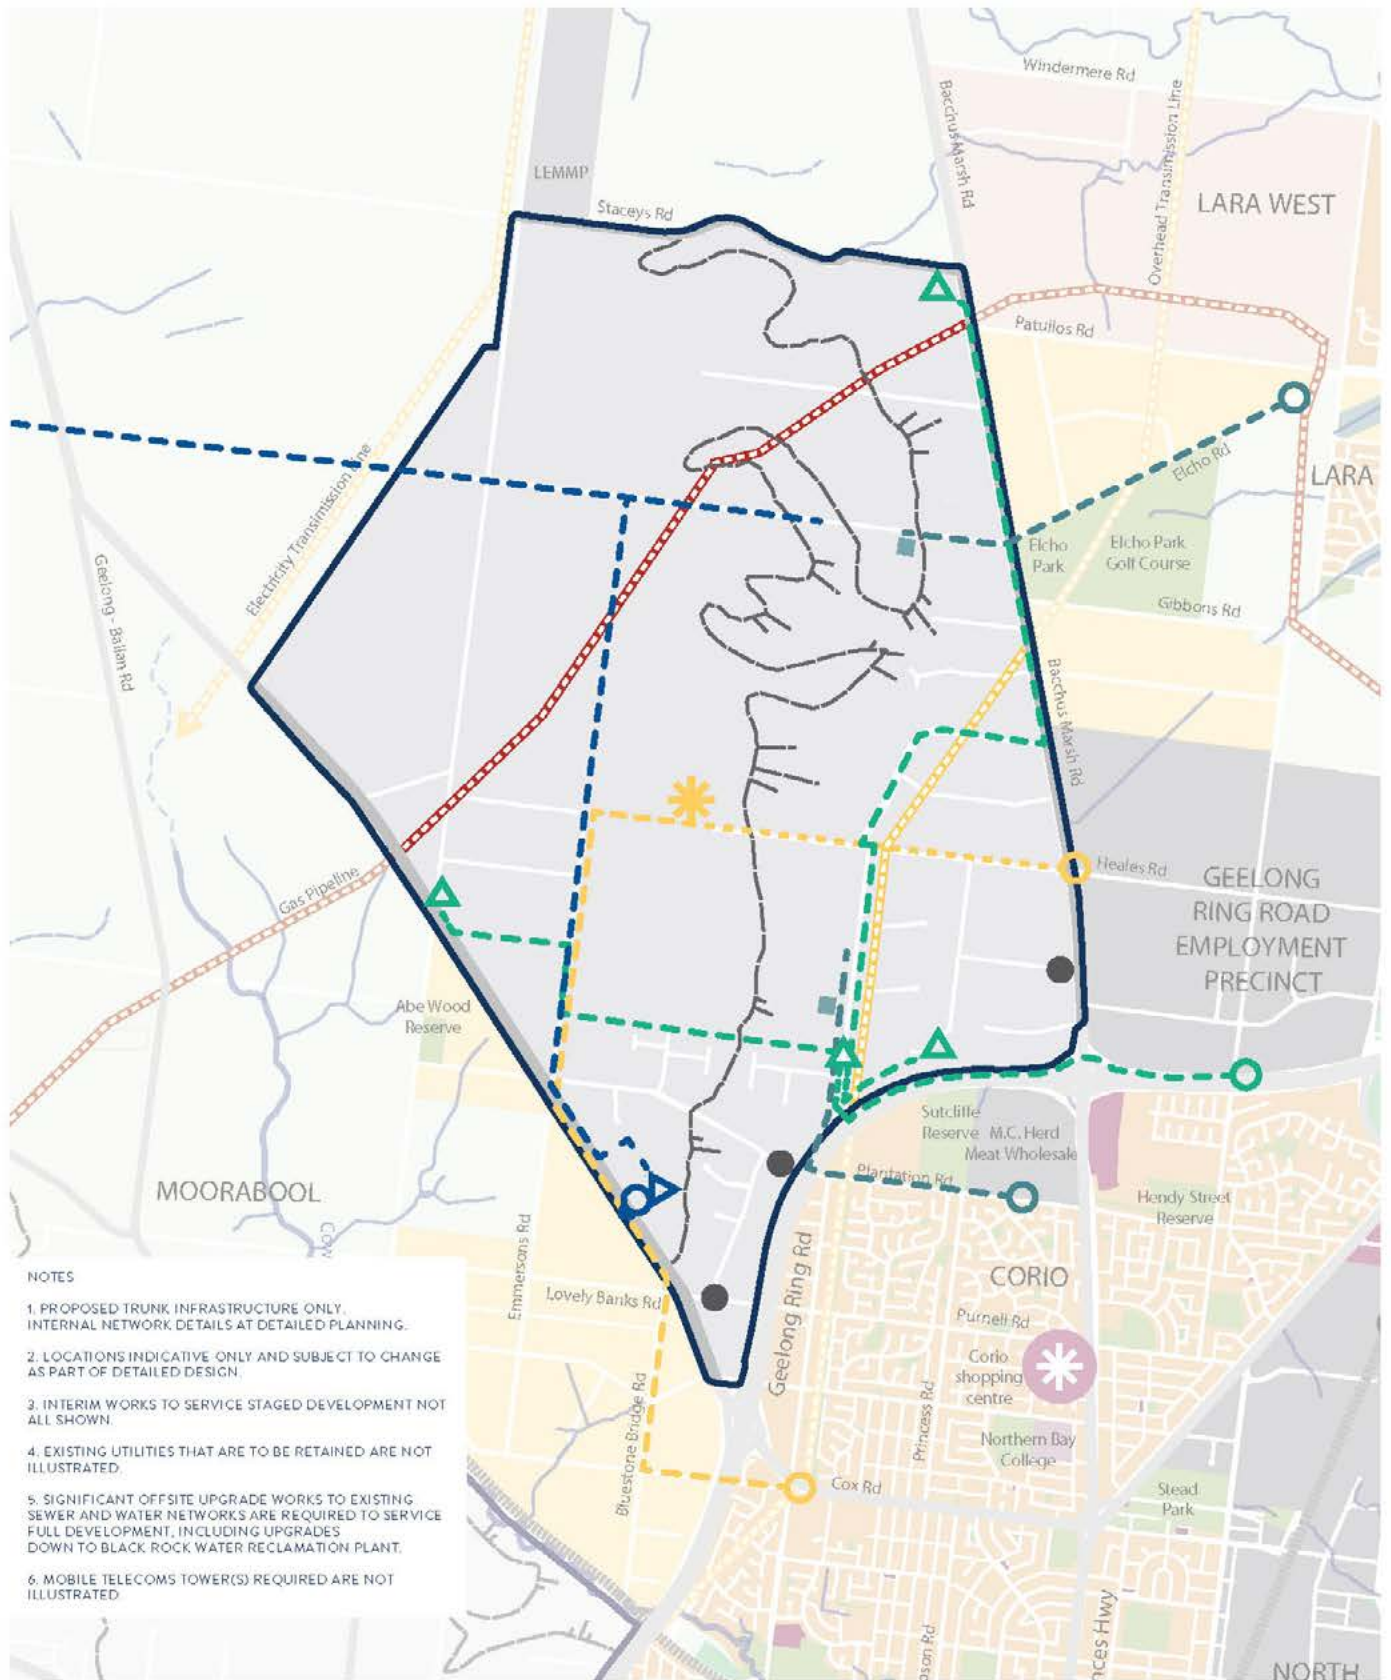 Windermere Rd
Bacchus Marsh Rd
Overhead Transimission Line
LEMMP
Staceys Rd
LARA WEST
Patullos Rd
Elcho Rd
LARA
Electricity Transimission Line
Elcho
Park
Elcho Park
Golf Course
Gibbons Rd
Geelong - Ballan Rd
Bacchus Marsh Rd
Heales Rd
GEELONG
RING ROAD
EMPLOYMENT
PRECINCT
Gas Pipeline
Abe Wood
Reserve
Sutcliffe
Reserve
M.C. Herd
Meat Wholesale
Plantation Rd
Hendy Street
Reserve
MOORABOOL
Cow
Emmersons Rd
Geelong Ring Rd
CORIO
Lovely Banks Rd
Purnell Rd
Corio
shopping
centre
Bluestone Bridge Rd
Princess Rd
Northern Bay
College
Cox Rd
Stead
Park
NOTES
1. PROPOSED TRUNK INFRASTRUCTURE ONLY.
INTERNAL NETWORK DETAILS AT DETAILED PLANNING.
2. LOCATIONS INDICATIVE ONLY AND SUBJECT TO CHANGE
AS PART OF DETAILED DESIGN.
3. INTERIM WORKS TO SERVICE STAGED DEVELOPMENT NOT
ALL SHOWN.
4. EXISTING UTILITIES THAT ARE TO BE RETAINED ARE NOT
ILLUSTRATED.
5. SIGNIFICANT OFFSITE UPGRADE WORKS TO EXISTING
SEWER AND WATER NETWORKS ARE REQUIRED TO SERVICE
FULL DEVELOPMENT, INCLUDING UPGRADES
DOWN TO BLACK ROCK WATER RECLAMATION PLANT.
6. MOBILE TELECOMS TOWER(S) REQUIRED ARE NOT
ILLUSTRATED
son Rd
nces Hwy
NORTH